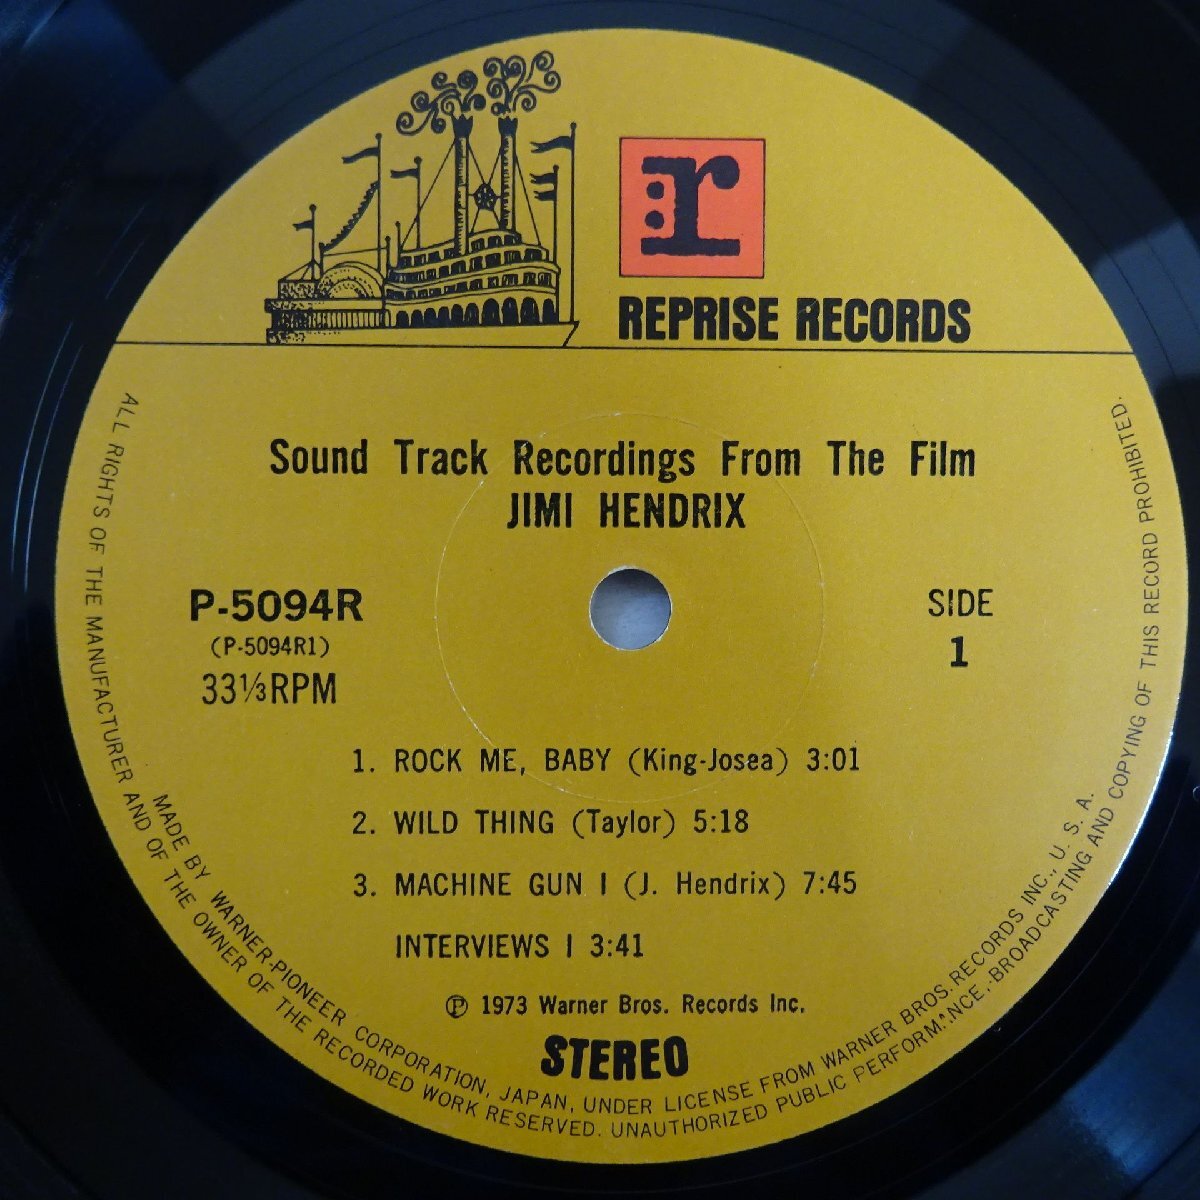 r:
REPRISE RECORDS
Sound Track Recordings From The Film
JIMI HENDRIX
P-5094R
(P-5094R1)
33⅓RPM
SIDE
1
1. ROCK ME, BABY (King-Josea) 3:01
2. WILD THING (Taylor) 5:18
3. MACHINE GUN I (J. Hendrix) 7:45
INTERVIEWS I 3:41
Ⓟ 1973 Warner Bros. Records Inc.
STEREO
MADE BY WARNER-PIONEER CORPORATION, JAPAN, UNDER LICENSE FROM WARNER BROS. RECORDS INC., U. S. A.
ALL RIGHTS OF THE MANUFACTURER AND OF THE OWNER OF THE RECORDED WORK RESERVED. UNAUTHORIZED PUBLIC PERFORMANCE, BROADCASTING AND COPYING OF THIS RECORD PROHIBITED.